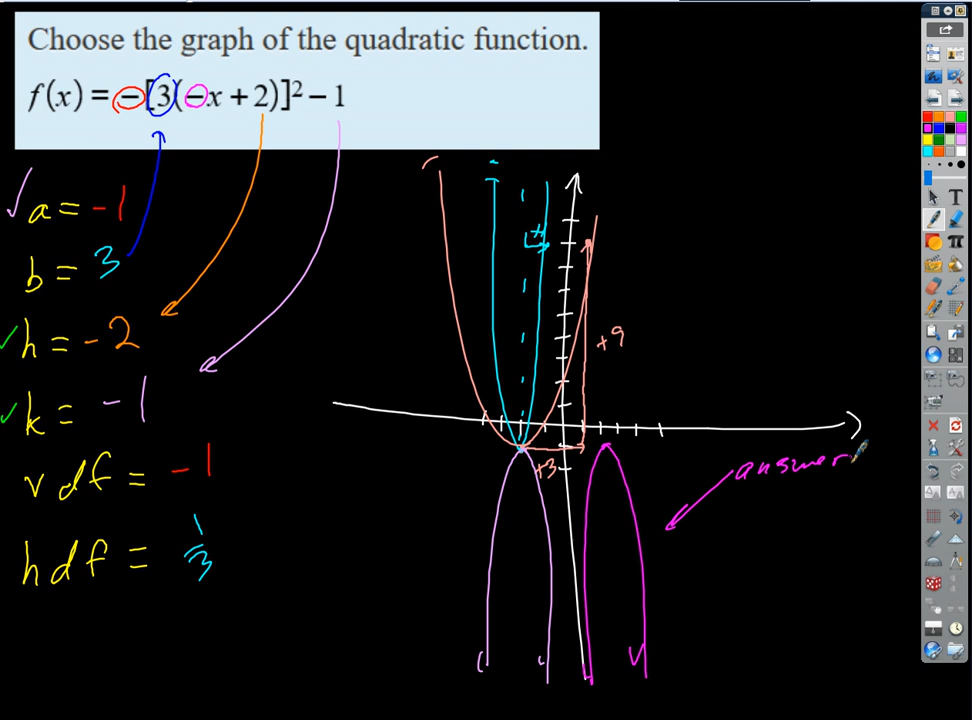 Choose the graph of the quadratic function.
f(x) = −[3(−x + 2)]² − 1
a = -1
b = 3
h = -2
k = -1
vdf = -1
hdf = 1/3
+9
+3
answer